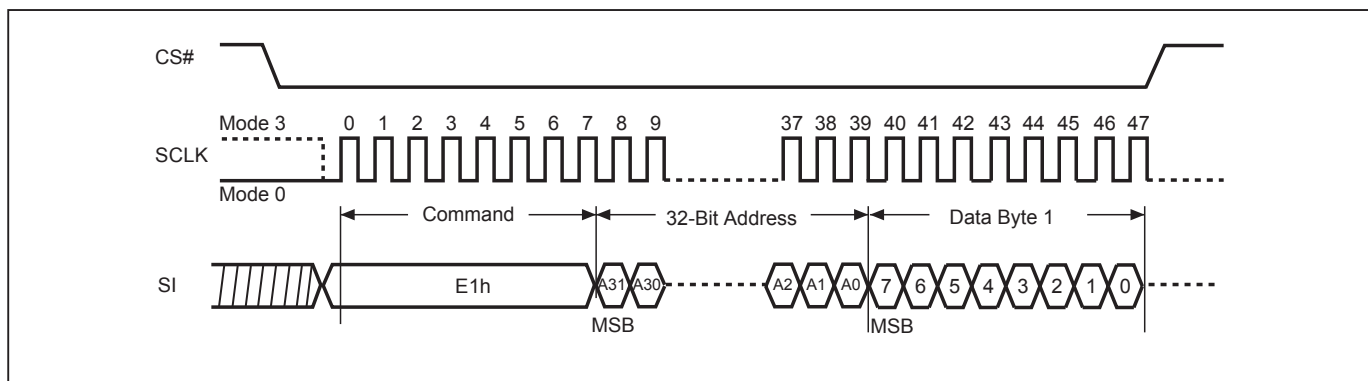 CS#
Mode 3
0 1 2 3 4 5 6 7 8 9 37 38 39 40 41 42 43 44 45 46 47
SCLK
Mode 0
Command 32-Bit Address Data Byte 1
SI E1h A31 A30 A2 A1 A0 7 6 5 4 3 2 1 0
MSB MSB